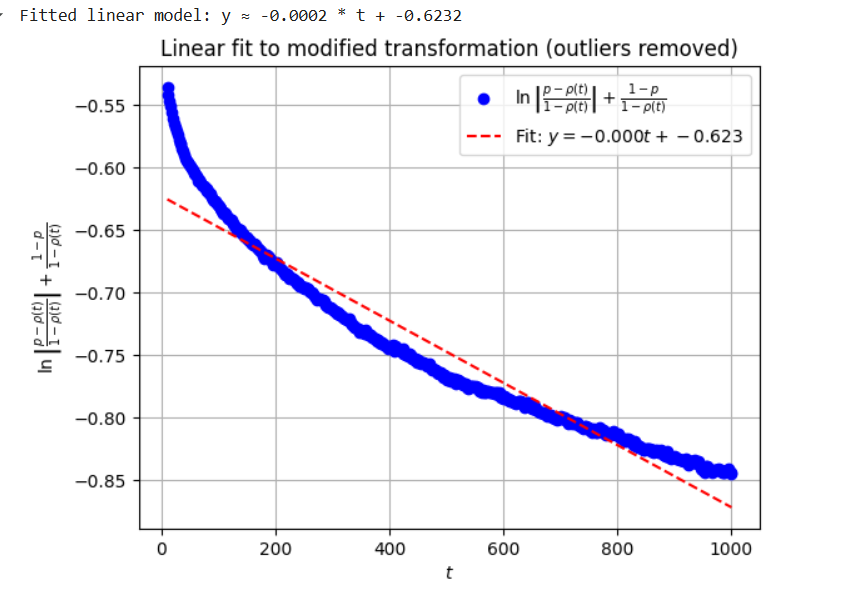 Fitted linear model: y ≈ -0.0002 * t + -0.6232
Linear fit to modified transformation (outliers removed)
ln |p−ρ(t)/1−ρ(t)| + 1−p/1−ρ(t)
Fit: y = −0.000t + −0.623
ln |p−ρ(t)/1−ρ(t)| + 1−p/1−ρ(t)
−0.55
−0.60
−0.65
−0.70
−0.75
−0.80
−0.85
0 200 400 600 800 1000
t